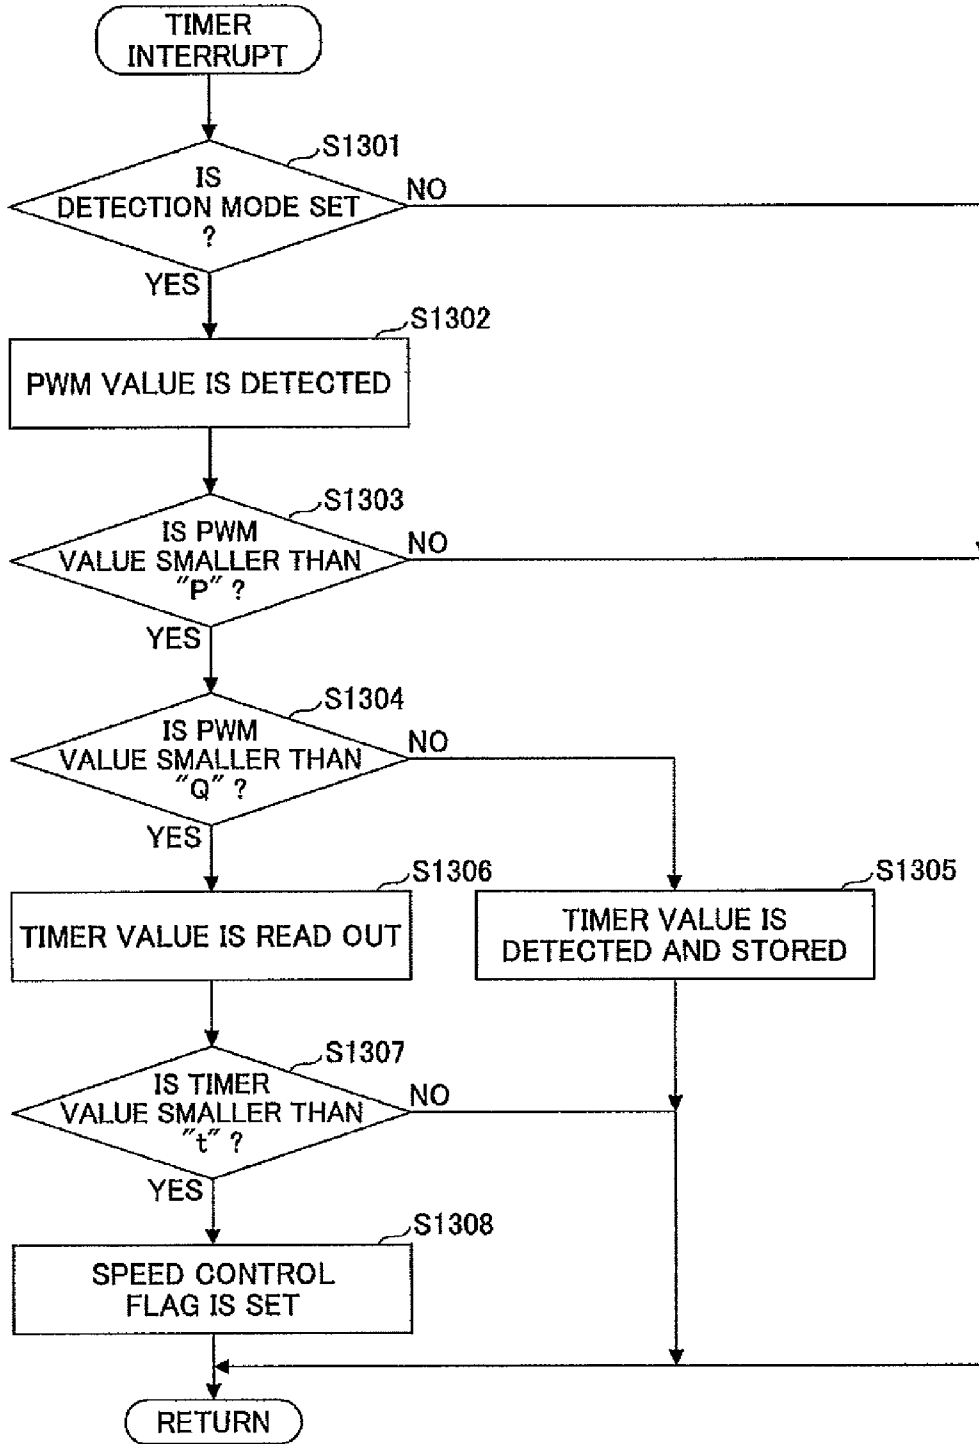 TIMER
INTERRUPT
S1301
IS
DETECTION MODE SET
?
NO
YES
S1302
PWM VALUE IS DETECTED
S1303
IS PWM
VALUE SMALLER THAN
"P" ?
NO
YES
S1304
IS PWM
VALUE SMALLER THAN
"Q" ?
NO
YES
S1306
TIMER VALUE IS READ OUT
S1305
TIMER VALUE IS
DETECTED AND STORED
S1307
IS TIMER
VALUE SMALLER THAN
"t" ?
NO
YES
S1308
SPEED CONTROL
FLAG IS SET
RETURN